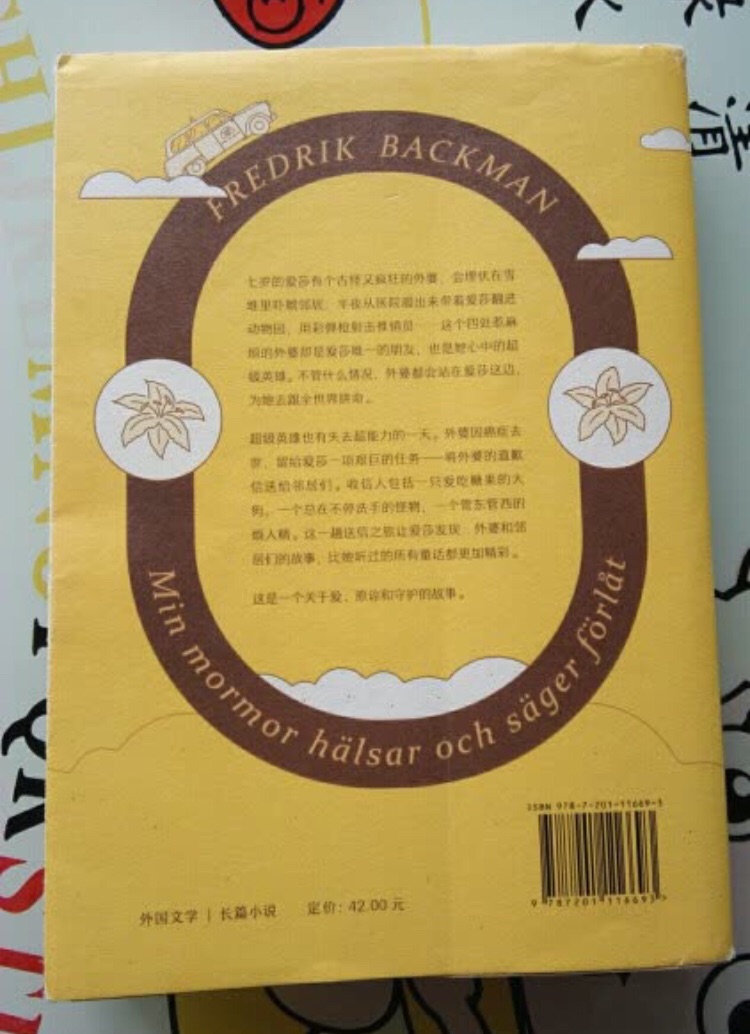 FREDRIK BACKMAN
七岁的爱莎有个古怪又疯狂的外婆，会埋伏在雪
堆里吓唬邻居，半夜从医院溜出来带着爱莎翻进
动物园，用彩弹枪射击推销员……这个四处惹麻
烦的外婆却是爱莎唯一的朋友，也是她心中的超
级英雄。不管什么情况，外婆都会站在爱莎这边，
为她去跟全世界拼命。
超级英雄也有失去超能力的一天。外婆因癌症去
世，留给爱莎一项艰巨的任务——将外婆的道歉
信送给邻居们。收信人包括一只爱吃糖果的大
狗，一个总在不停洗手的怪物，一个管东管西的
烦人精。这一趟送信之旅让爱莎发现：外婆和邻
居们的故事，比她听过的所有童话都更加精彩。
这是一个关于爱、原谅和守护的故事。
Min mormor hälsar och säger förlåt
ISBN 978-7-201-11669-3
9 787201 116693 >
外国文学 | 长篇小说 定价：42.00 元